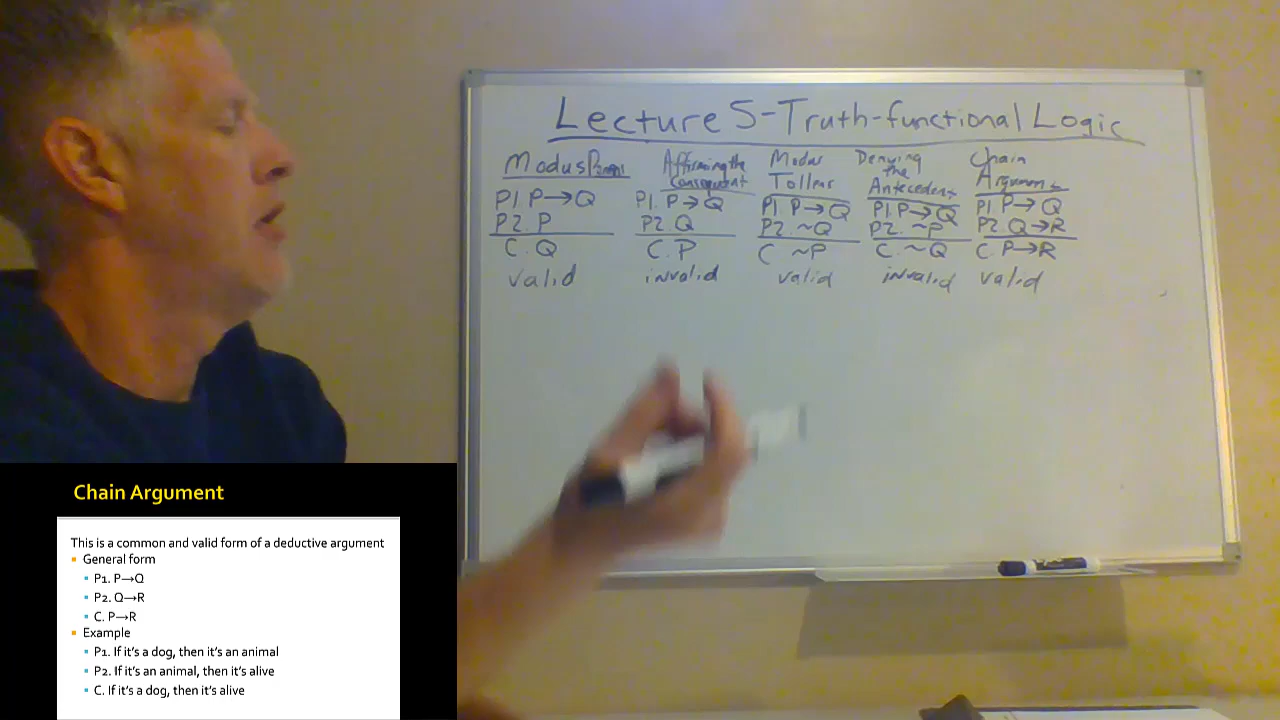 Lecture 5-Truth-functional Logic
Modus Ponens
P1. P→Q
P2. P
C. Q
valid
Affirming the
Consequent
P1. P→Q
P2. Q
C. P
invalid
Modus
Tollens
P1. P→Q
P2. ~Q
C ~P
valid
Denying
the
Antecedent
P1. P→Q
P2. ~P
C. ~Q
invalid
Chain
Argument
P1. P→Q
P2. Q→R
C. P→R
valid
Chain Argument
This is a common and valid form of a deductive argument
General form
P1. P→Q
P2. Q→R
C. P→R
Example
P1. If it's a dog, then it's an animal
P2. If it's an animal, then it's alive
C. If it's a dog, then it's alive